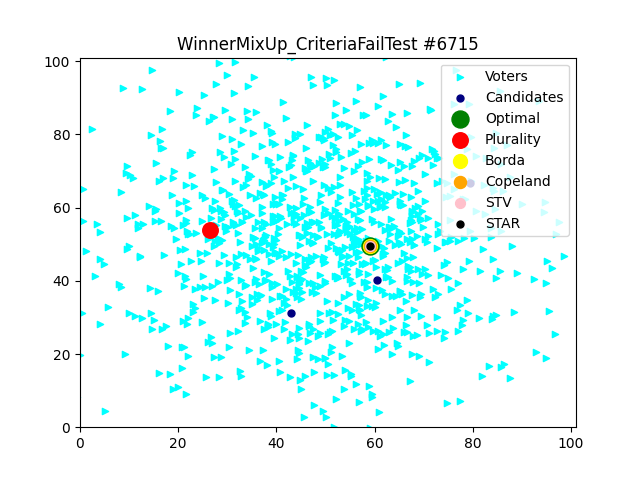 WinnerMixUp_CriteriaFailTest #6715
100
80
60
40
20
0
0
20
40
60
80
100
Voters
Candidates
Optimal
Plurality
Borda
Copeland
STV
STAR